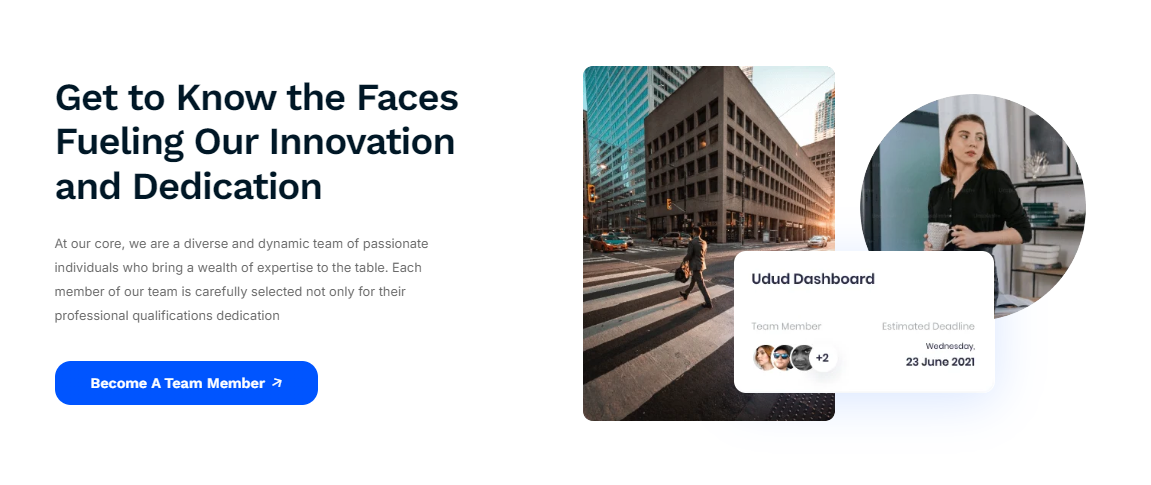 Get to Know the Faces
Fueling Our Innovation
and Dedication
At our core, we are a diverse and dynamic team of passionate
individuals who bring a wealth of expertise to the table. Each
member of our team is carefully selected not only for their
professional qualifications dedication
Become A Team Member
Udud Dashboard
Team Member
Estimated Deadline
+2
Wednesday,
23 June 2021